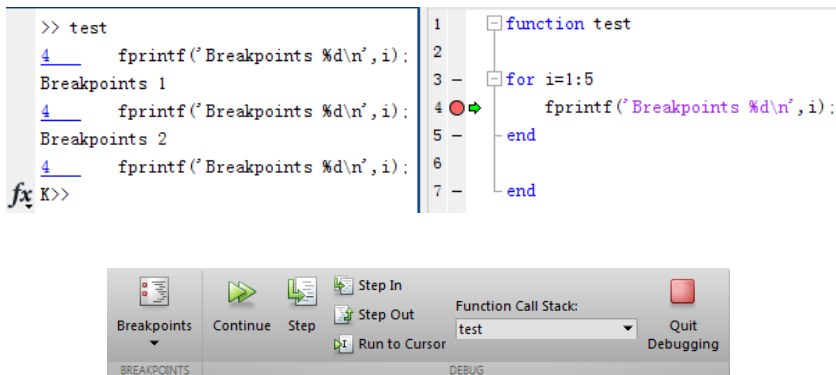 >> test
4 fprintf('Breakpoints %d\n',i);
Breakpoints 1
4 fprintf('Breakpoints %d\n',i);
Breakpoints 2
4 fprintf('Breakpoints %d\n',i);
fx K>>
1 function test
2
3 – for i=1:5
4 fprintf('Breakpoints %d\n',i);
5 – end
6
7 – end
Breakpoints
BREAKPOINTS
Continue
Step
Step In
Step Out
Run to Cursor
Function Call Stack:
test
Quit
Debugging
DEBUG